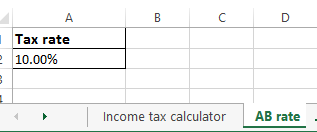 A B C D
1 Tax rate
2 10.00%
3
4
Income tax calculator AB rate